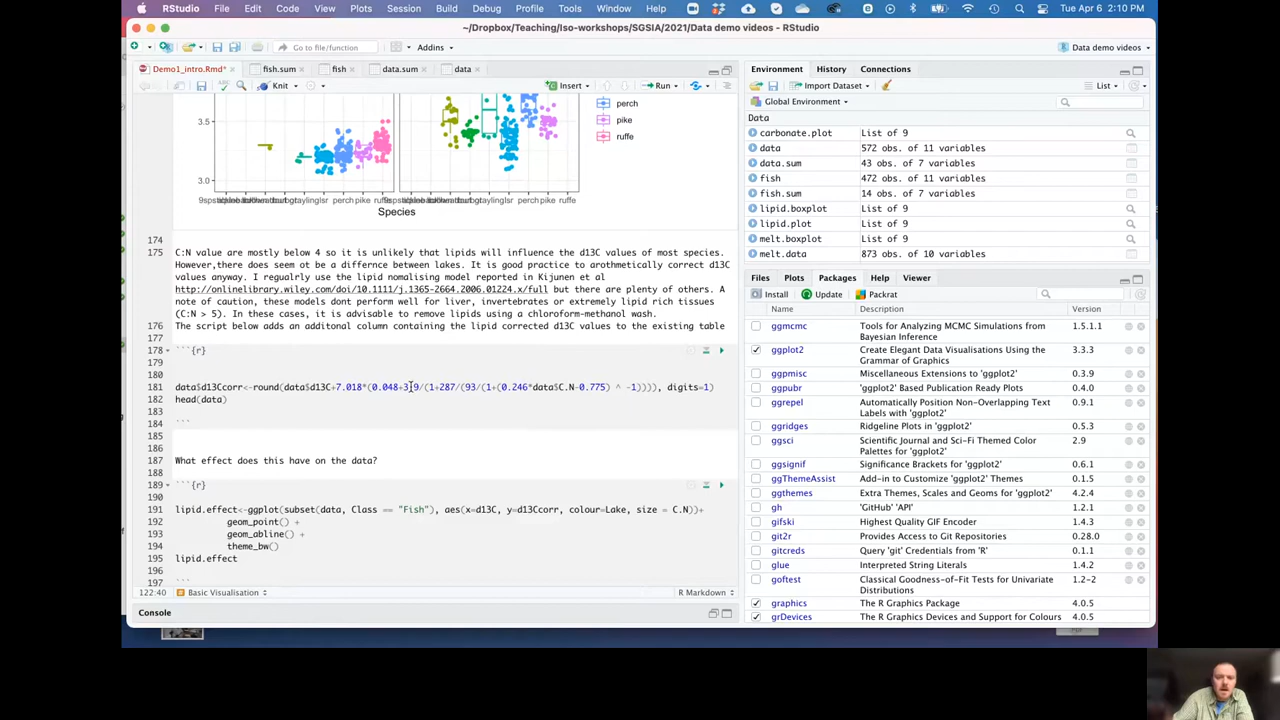 RStudio File Edit Code View Plots Session Build Debug Profile Tools Window Help
Tue Apr 6 2:10 PM
~/Dropbox/Teaching/Iso-workshops/SGSIA/2021/Data demo videos - RStudio
Go to file/function
Addins
Data demo videos
Demo1_intro.Rmd*
fish.sum
fish
data.sum
data
Knit
Insert
Run
3.5
3.0
perch
pike
ruffe
perch pike ruffe
perch pike ruffe
Species
174
175 C:N value are mostly below 4 so it is unlikely that lipids will influence the d13C values of most species.
However,there does seem ot be a differnce between lakes. It is good practice to arothmetically correct d13C
values anyway. I regualrly use the lipid nomalising model reported in Kijunen et al
http://onlinelibrary.wiley.com/doi/10.1111/j.1365-2664.2006.01224.x/full but there are plenty of others. A
note of caution, these models dont perform well for liver, invertebrates or extremely lipid rich tissues
(C:N > 5). In these cases, it is advisable to remove lipids using a chloroform-methanol wash.
176 The script below adds an additonal column containing the lipid corrected d13C values to the existing table
177
178 ```{r}
179
180
181 data$d13Ccorr<-round(data$d13C+7.018*(0.048+3.9/(1+287/(93/(1+(0.246*data$C.N-0.775) ^ -1)))), digits=1)
182 head(data)
183
184 ```
185
186
187 What effect does this have on the data?
188
189 ```{r}
190
191 lipid.effect<-ggplot(subset(data, Class == "Fish"), aes(x=d13C, y=d13Ccorr, colour=Lake, size = C.N))+
192 geom_point() +
193 geom_abline() +
194 theme_bw()
195 lipid.effect
196
197 ```
122:40 Basic Visualisation R Markdown
Console
Environment History Connections
Import Dataset List
Global Environment
Data
carbonate.plot List of 9
data 572 obs. of 11 variables
data.sum 43 obs. of 7 variables
fish 472 obs. of 11 variables
fish.sum 14 obs. of 7 variables
lipid.boxplot List of 9
lipid.plot List of 9
melt.boxplot List of 9
melt.data 873 obs. of 10 variables
Files Plots Packages Help Viewer
Install Update Packrat
Name Description Version
ggmcmc Tools for Analyzing MCMC Simulations from 1.5.1.1
Bayesian Inference
ggplot2 Create Elegant Data Visualisations Using the 3.3.3
Grammar of Graphics
ggpmisc Miscellaneous Extensions to 'ggplot2' 0.3.9
ggpubr 'ggplot2' Based Publication Ready Plots 0.4.0
ggrepel Automatically Position Non-Overlapping Text 0.9.1
Labels with 'ggplot2'
ggridges Ridgeline Plots in 'ggplot2' 0.5.3
ggsci Scientific Journal and Sci-Fi Themed Color 2.9
Palettes for 'ggplot2'
ggsignif Significance Brackets for 'ggplot2' 0.6.1
ggThemeAssist Add-in to Customize 'ggplot2' Themes 0.1.5
ggthemes Extra Themes, Scales and Geoms for 'ggplot2' 4.2.4
gh 'GitHub' 'API' 1.2.1
gifski Highest Quality GIF Encoder 1.4.3
git2r Provides Access to Git Repositories 0.28.0
gitcreds Query 'git' Credentials from 'R' 0.1.1
glue Interpreted String Literals 1.4.2
goftest Classical Goodness-of-Fit Tests for Univariate 1.2-2
Distributions
graphics The R Graphics Package 4.0.5
grDevices The R Graphics Devices and Support for Colours 4.0.5